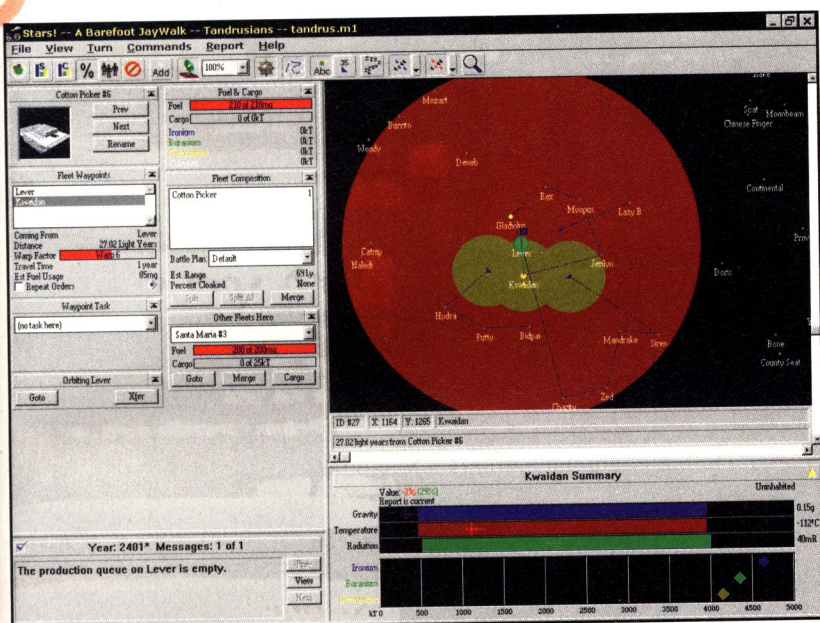 Stars! -- A Barefoot JayWalk -- Tandrusians -- tandrus.m1
File View Turn Commands Report Help
Add
100%
Abc
Cotton Picker #6
Prev
Next
Rename
Fleet Waypoints
Lever
Kwaidan
Coming From Lever
Distance 27.02 Light Years
Warp Factor Warp 6
Travel Time 1 year
Est Fuel Usage 85mg
Repeat Orders
Waypoint Task
(no task here)
Orbiting Lever
Goto Xfer
Fuel & Cargo
Fuel 210 of 210mg
Cargo 0 of 0kT
Ironium 0kT
Boranium 0kT
0kT
0kT
Fleet Composition
Cotton Picker 1
Battle Plan: Default
Est. Range 691y
Percent Cloaked None
Split Split All Merge
Other Fleets Here
Santa Maria #3
Fuel 200 of 200mg
Cargo 0 of 25kT
Goto Merge Cargo
Year: 2401* Messages: 1 of 1
The production queue on Lever is empty.
Prev
View
Next
Mozart
Burrito
Woody
Deneb
Spat Moonbeam
Chinese Finger
Rex
Continental
Myopus
Lazy B
Gladiolus
Catnip
Lever
Prov
Naledi
Jenlyn
Doris
Kwaidan
Hydra
Putty
Bidpai
Mandrake
Siren
Bone
County Seat
Zed
ID #27 X: 1164 Y: 1265 Kwaidan
27.02 light years from Cotton Picker #6
Kwaidan Summary
Value: -3% (29%) Uninhabited
Report is current
Gravity 0.15g
Temperature -112°C
Radiation 40mR
Ironium
Boranium
kT 0 500 1000 1500 2000 2500 3000 3500 4000 4500 5000